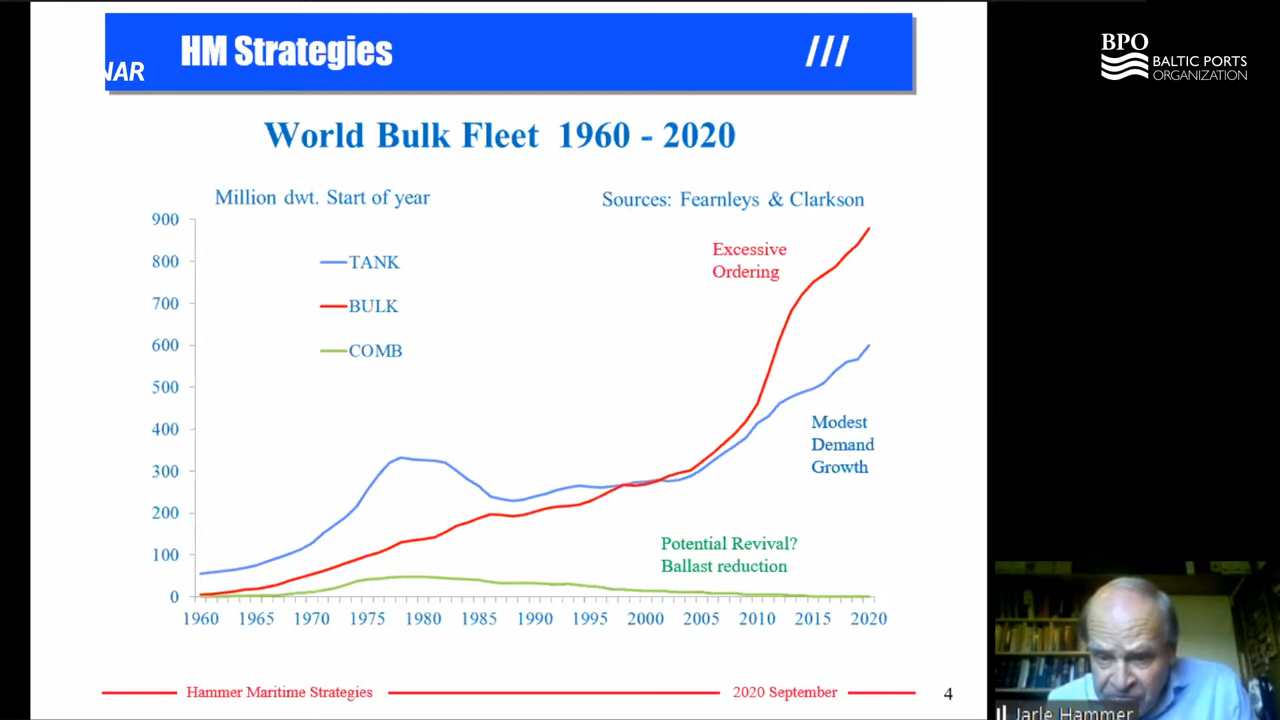 HM Strategies
NAR
BPO
BALTIC PORTS
ORGANIZATION
World Bulk Fleet 1960 - 2020
Million dwt. Start of year
Sources: Fearnleys & Clarkson
900
800
700
600
500
400
300
200
100
0
TANK
BULK
COMB
Excessive
Ordering
Modest
Demand
Growth
Potential Revival?
Ballast reduction
1960 1965 1970 1975 1980 1985 1990 1995 2000 2005 2010 2015 2020
Hammer Maritime Strategies
2020 September
4
Jarle Hammer